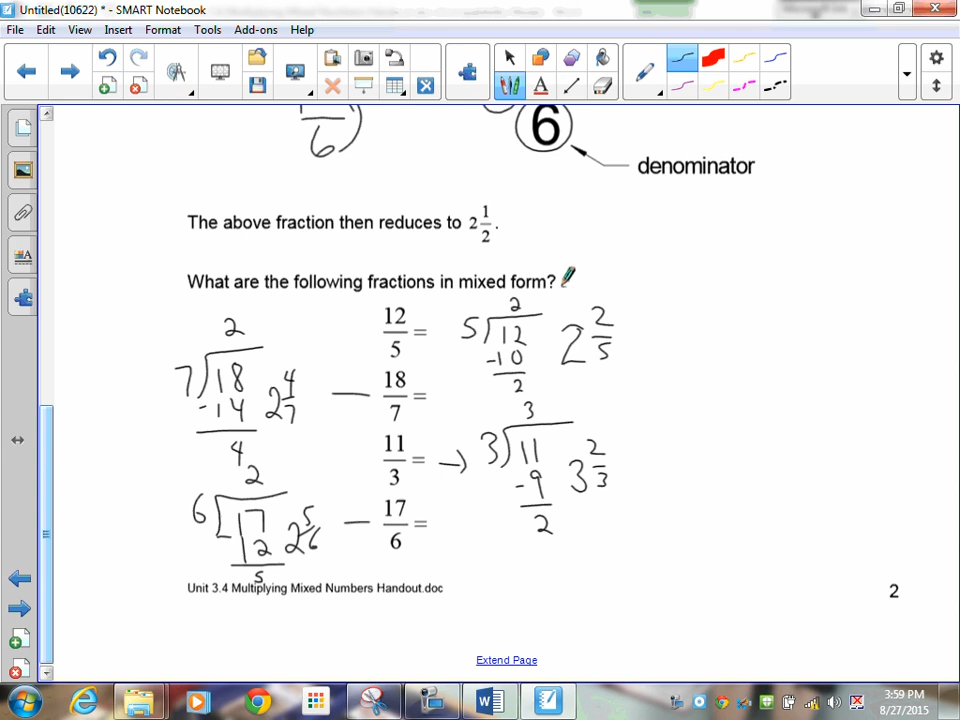 Untitled(10622) * - SMART Notebook
File Edit View Insert Format Tools Add-ons Help
6
6
denominator
The above fraction then reduces to 2 1/2.
What are the following fractions in mixed form?
12/5 =
2
5 12 2 2/5
-10
2
2
7 18 2 4/7
-14
4
— 18/7 =
11/3 = →
3
3 11 3 2/3
-9
2
2
6 17 2 5/6
12
5
— 17/6 =
Unit 3.4 Multiplying Mixed Numbers Handout.doc
2
Extend Page
3:59 PM
8/27/2015